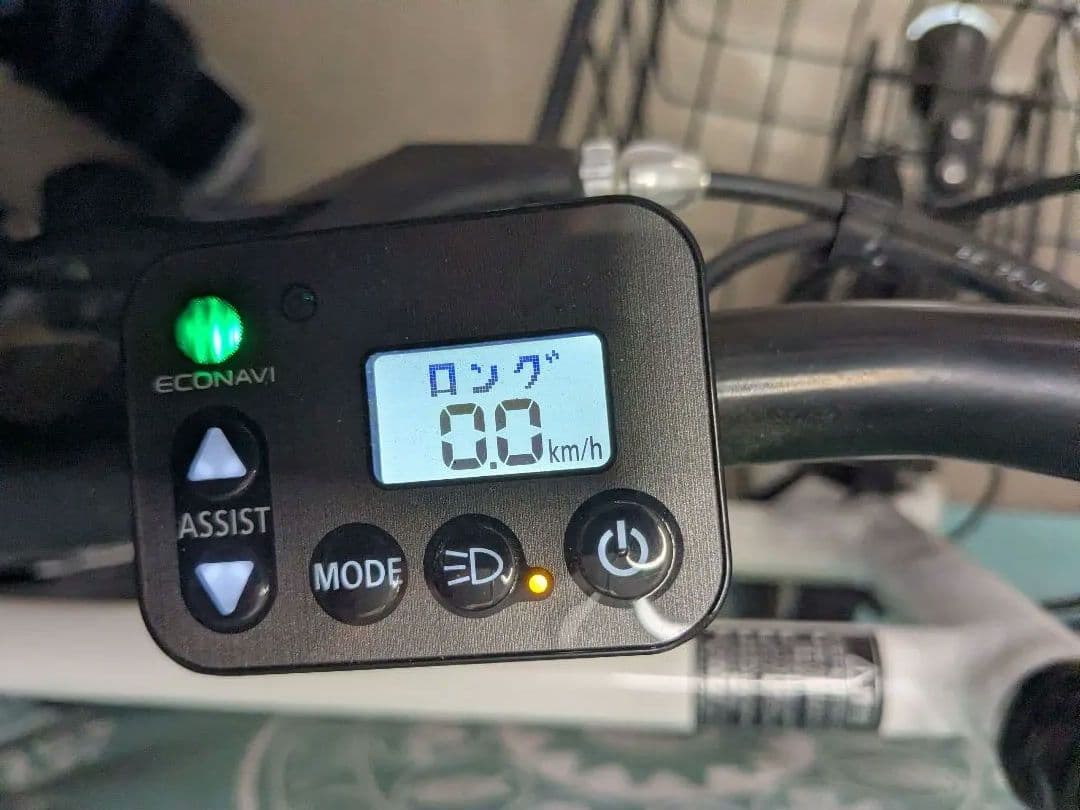 ECONAVI
ロング
0.0 km/h
ASSIST
MODE